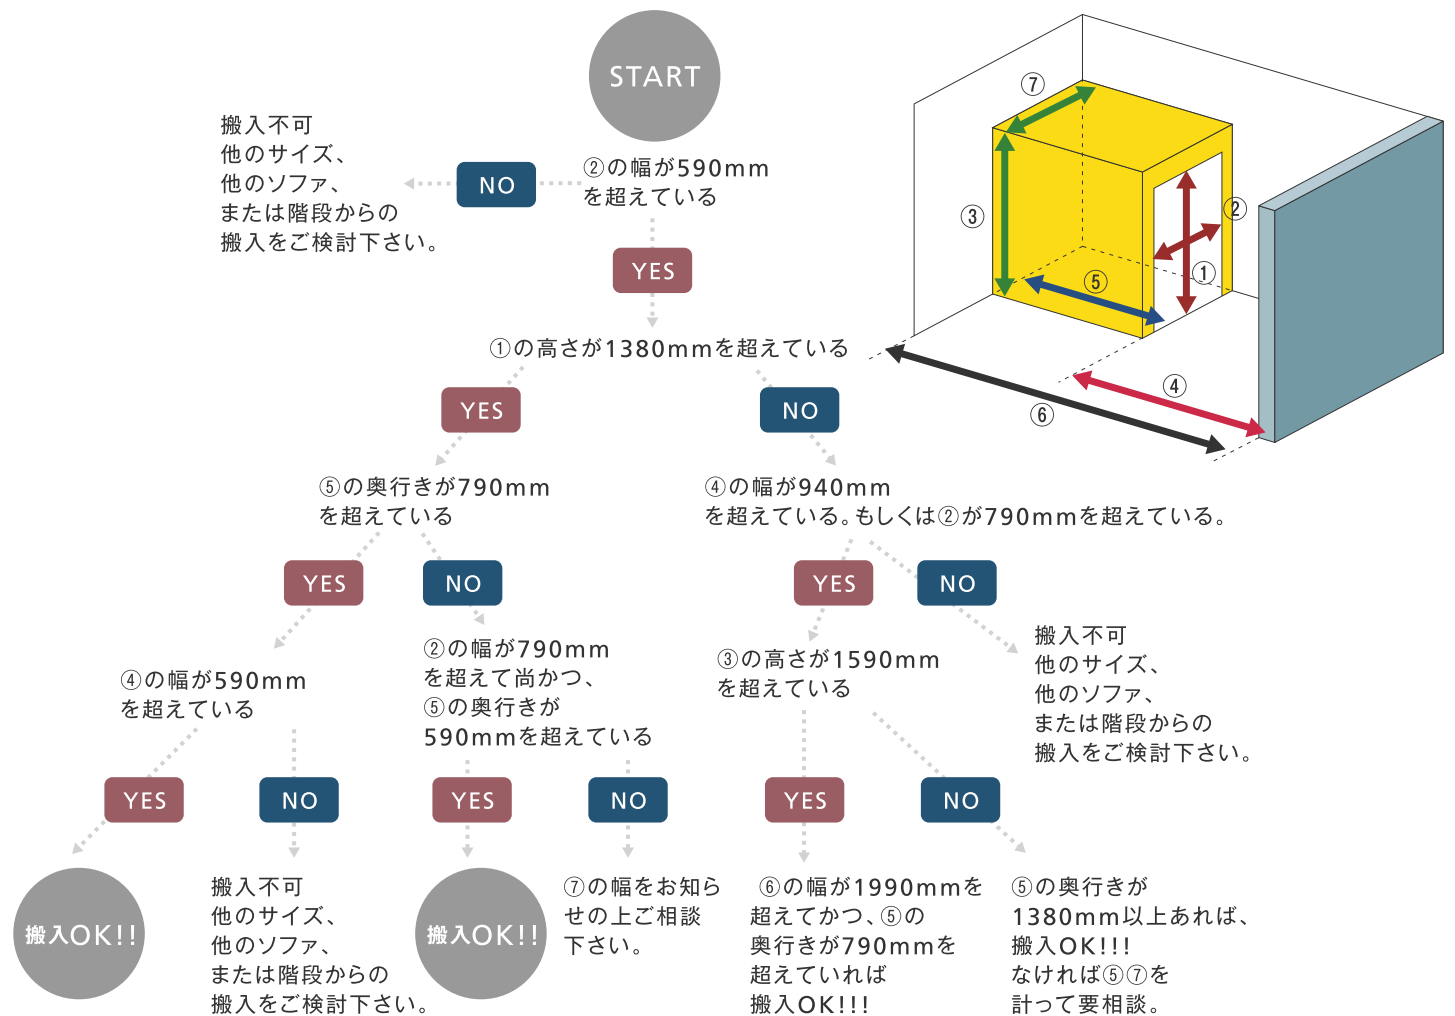 START
搬入不可
他のサイズ、
他のソファ、
または階段からの
搬入をご検討下さい。
NO
②の幅が590mm
を超えている
YES
①の高さが1380mmを超えている
YES
NO
⑤の奥行きが790mm
を超えている
④の幅が940mm
を超えている。もしくは②が790mmを超えている。
YES
NO
YES
NO
④の幅が590mm
を超えている
②の幅が790mm
を超えて尚かつ、
⑤の奥行きが
590mmを超えている
③の高さが1590mm
を超えている
搬入不可
他のサイズ、
他のソファ、
または階段からの
搬入をご検討下さい。
YES
NO
YES
NO
YES
NO
搬入OK!!
搬入不可
他のサイズ、
他のソファ、
または階段からの
搬入をご検討下さい。
搬入OK!!
⑦の幅をお知ら
せの上ご相談
下さい。
⑥の幅が1990mmを
超えてかつ、⑤の
奥行きが790mmを
超えていれば
搬入OK!!!
⑤の奥行きが
1380mm以上あれば、
搬入OK!!!
なければ⑤⑦を
計って要相談。
⑦
③
②
①
⑤
④
⑥